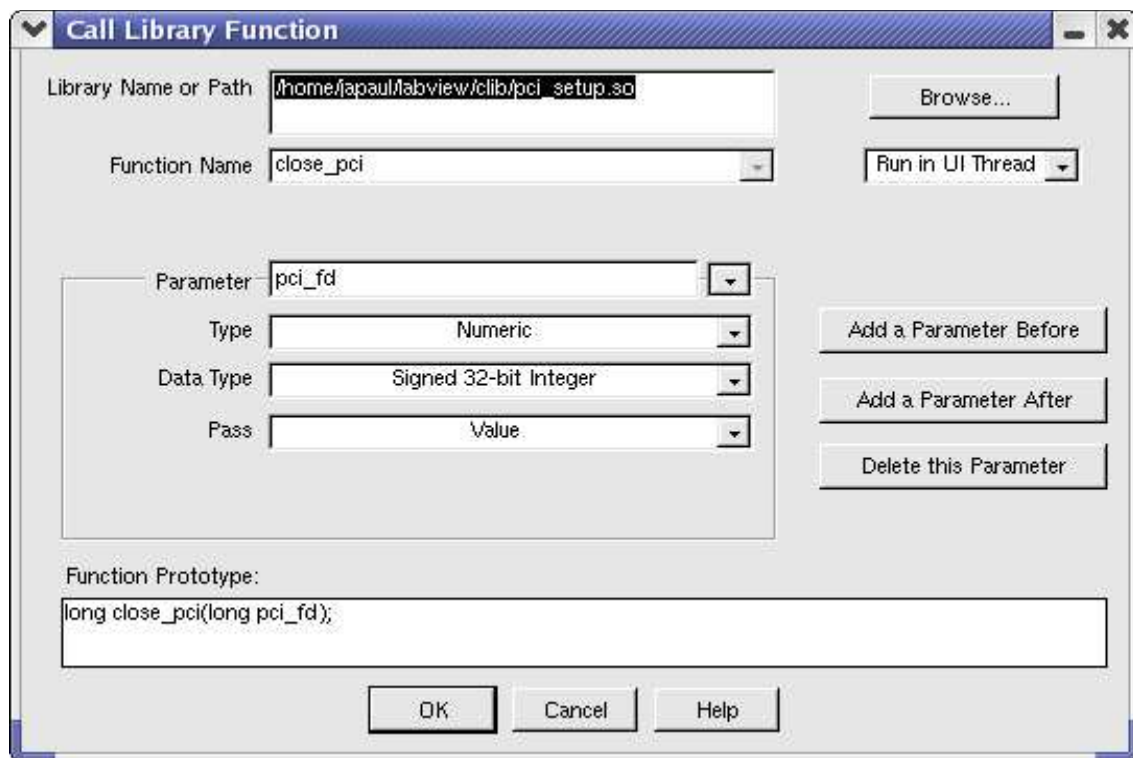 Call Library Function
Library Name or Path /home/japaul/labview/clib/pci_setup.so Browse...
Function Name close_pci Run in UI Thread
Parameter pci_fd
Type Numeric Add a Parameter Before
Data Type Signed 32-bit Integer Add a Parameter After
Pass Value Delete this Parameter
Function Prototype:
long close_pci(long pci_fd);
OK Cancel Help